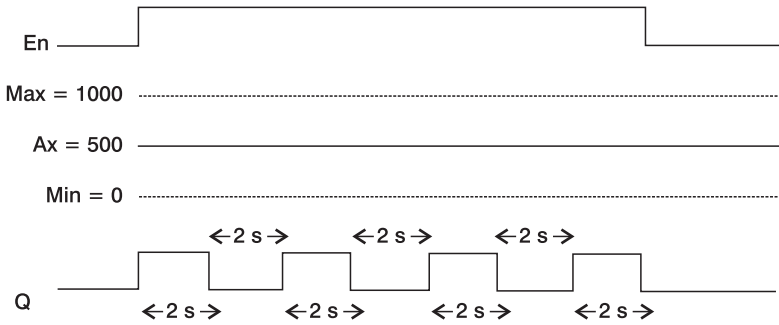 En
Max = 1000
Ax = 500
Min = 0
2 s 2 s 2 s
Q
2 s 2 s 2 s 2 s